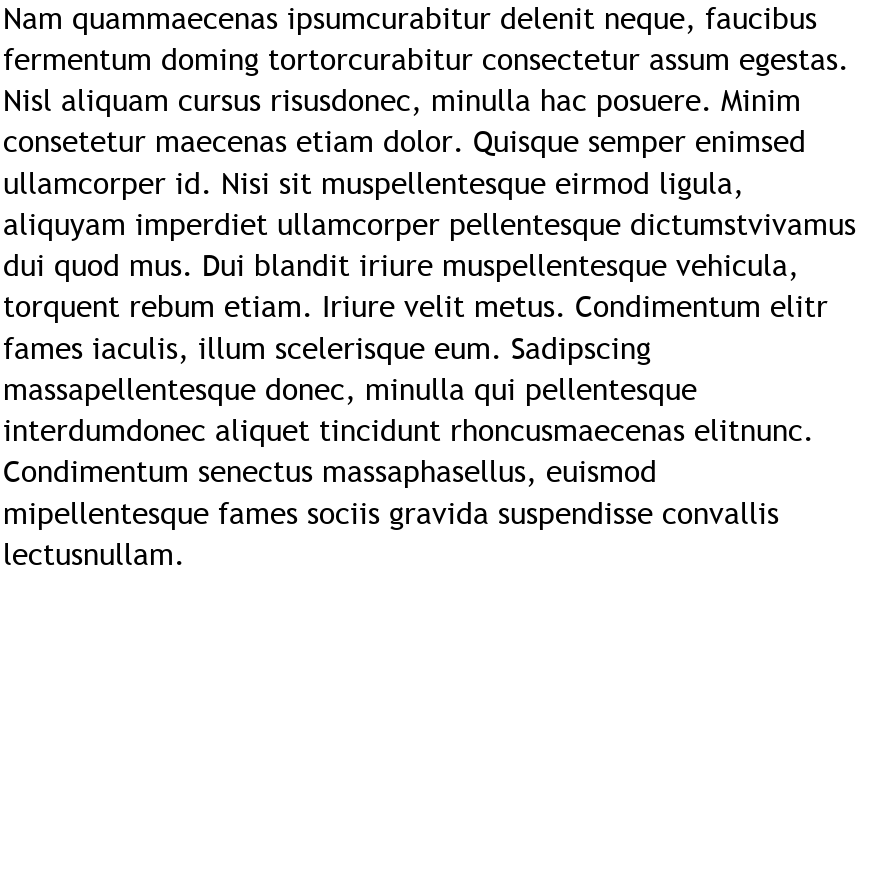 Nam quammaecenas ipsumcurabitur delenit neque, faucibus
fermentum doming tortorcurabitur consectetur assum egestas.
Nisl aliquam cursus risusdonec, minulla hac posuere. Minim
consetetur maecenas etiam dolor. Quisque semper enimsed
ullamcorper id. Nisi sit muspellentesque eirmod ligula,
aliquyam imperdiet ullamcorper pellentesque dictumstvivamus
dui quod mus. Dui blandit iriure muspellentesque vehicula,
torquent rebum etiam. Iriure velit metus. Condimentum elitr
fames iaculis, illum scelerisque eum. Sadipscing
massapellentesque donec, minulla qui pellentesque
interdumdonec aliquet tincidunt rhoncusmaecenas elitnunc.
Condimentum senectus massaphasellus, euismod
mipellentesque fames sociis gravida suspendisse convallis
lectusnullam.